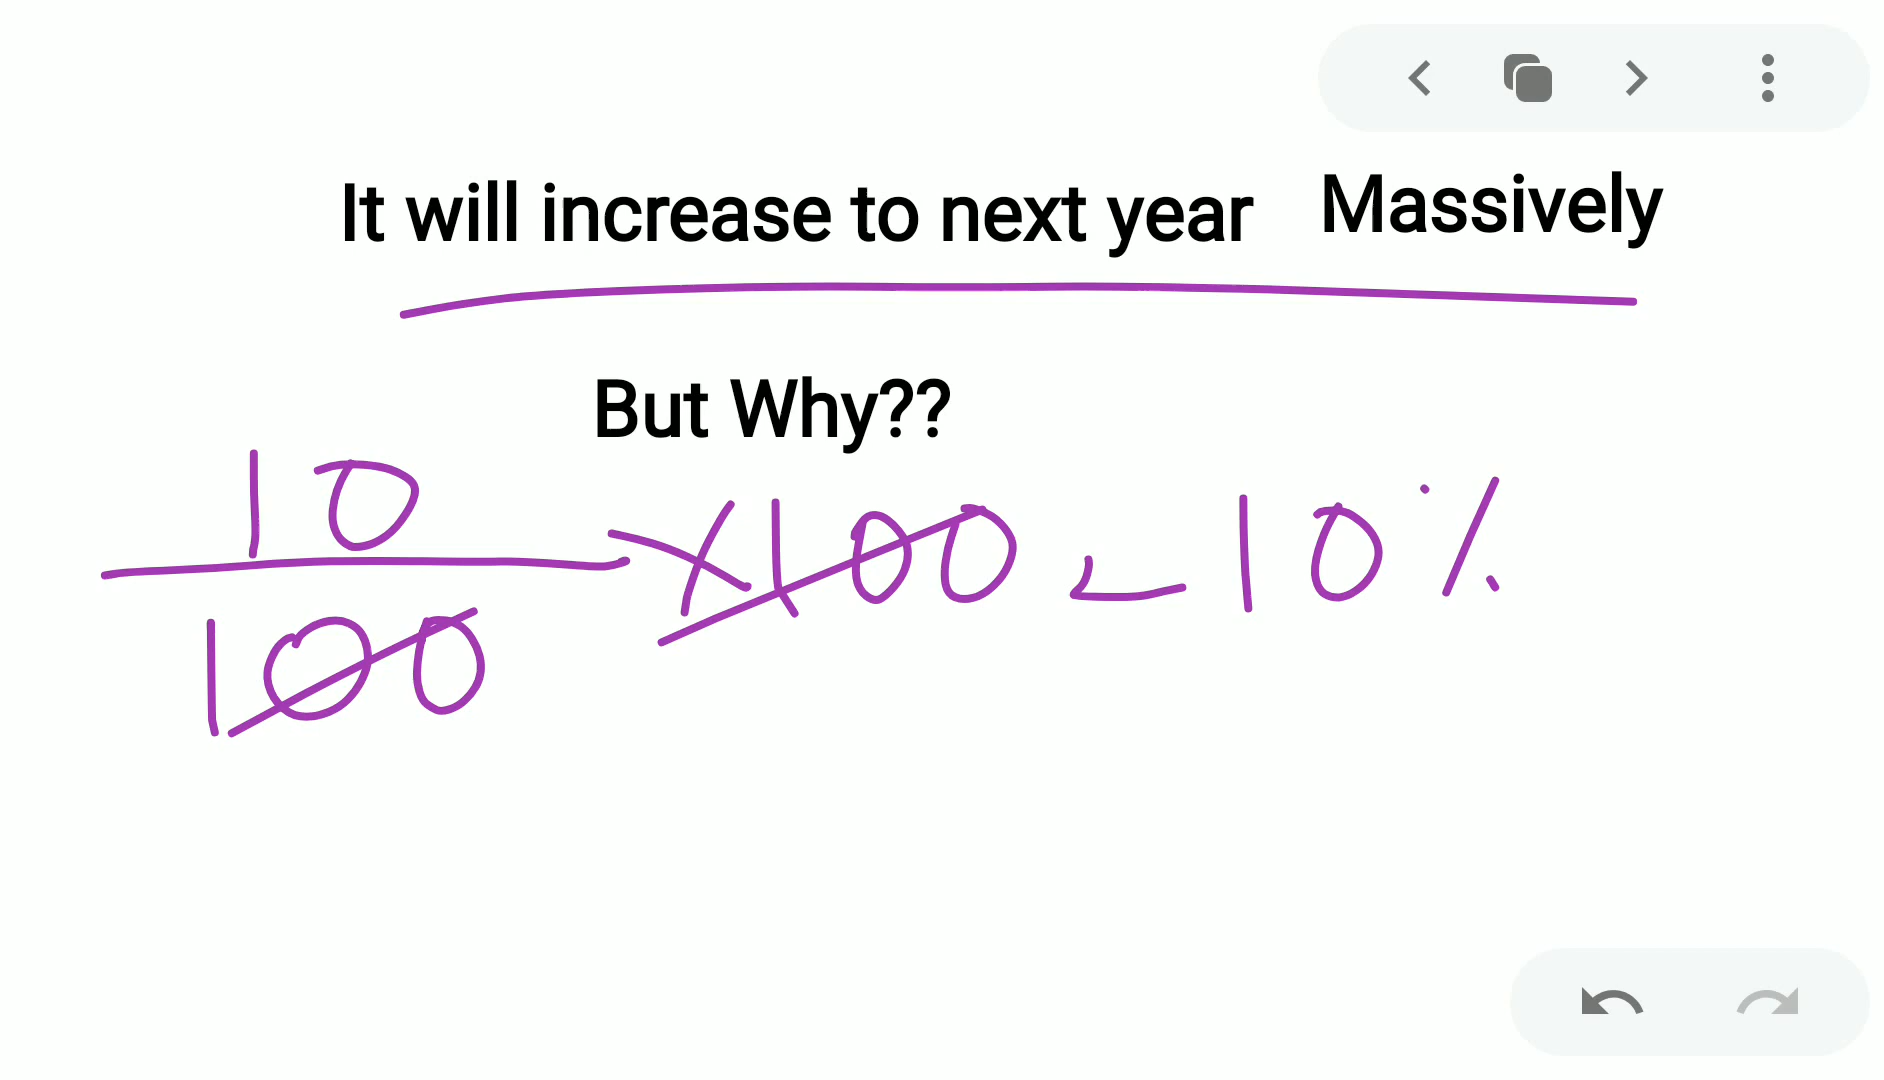 It will increase to next year Massively
But Why??
10
100 ×100 = 10%